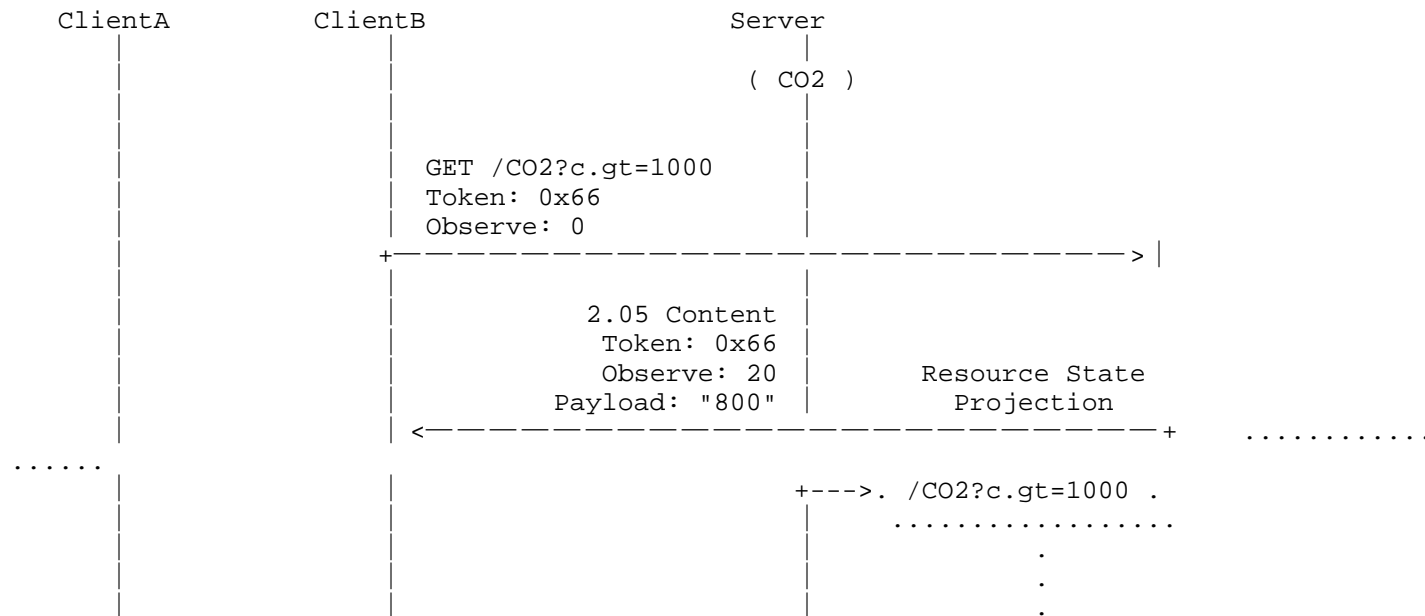 ClientA ClientB Server
( CO2 )
GET /CO2?c.gt=1000
Token: 0x66
Observe: 0
2.05 Content
Token: 0x66
Observe: 20 Resource State
Payload: "800" Projection
............
......
+--->. /CO2?c.gt=1000 .
..................
.
.
.